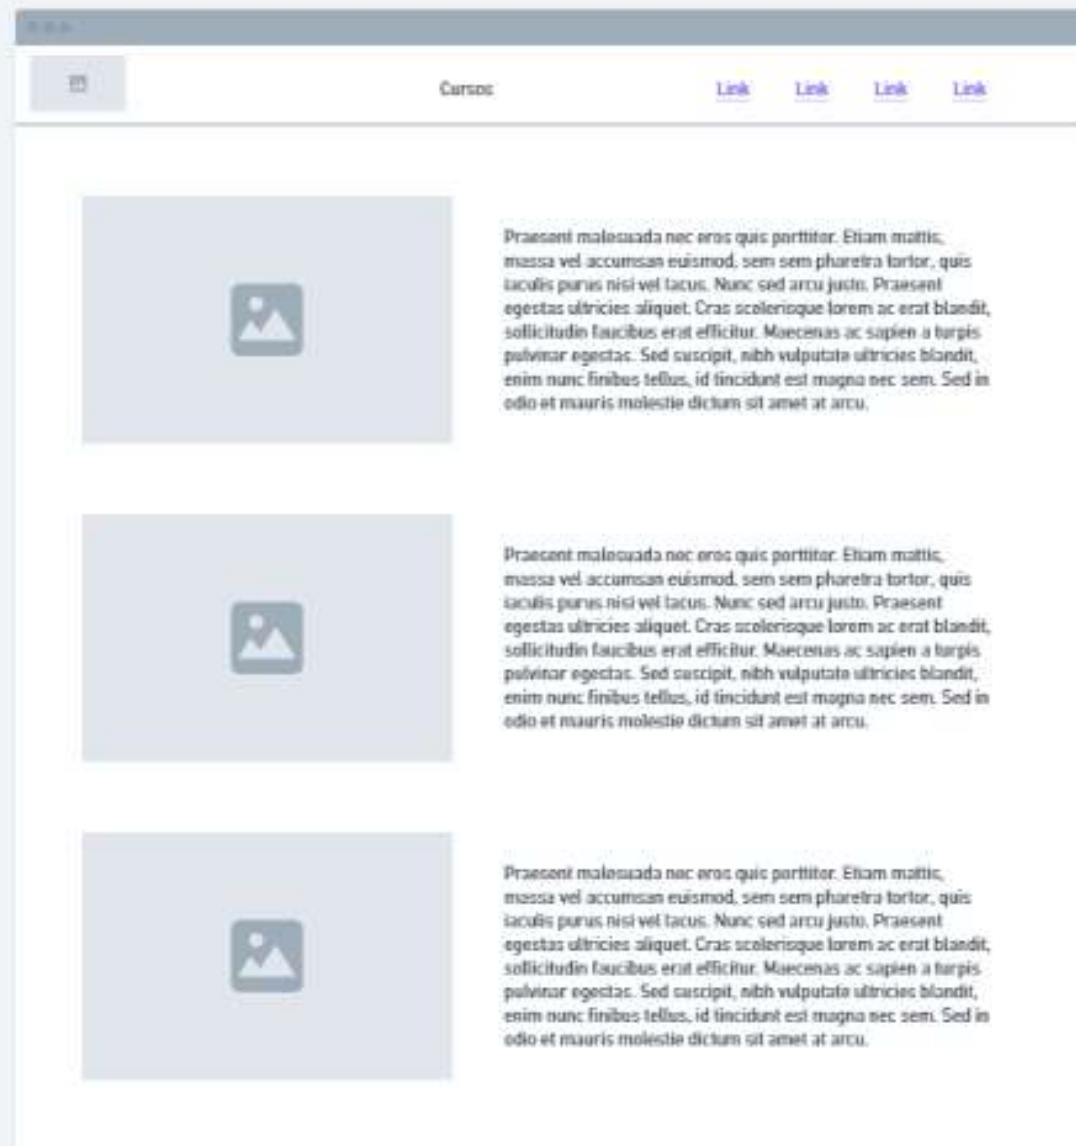 Cursos
Link Link Link Link
Praesent malesuada nec eros quis porttitor. Etiam mattis,
massa vel accumsan euismod, sem sem pharetra tortor, quis
iaculis purus nisi vel lacus. Nunc sed arcu justo. Praesent
egestas ultricies aliquet. Cras scelerisque lorem ac erat blandit,
sollicitudin faucibus erat efficitur. Maecenas ac sapien a turpis
pulvinar egestas. Sed suscipit, nibh vulputate ultricies blandit,
enim nunc finibus tellus, id tincidunt est magna nec sem. Sed in
odio et mauris molestie dictum sit amet at arcu.
Praesent malesuada nec eros quis porttitor. Etiam mattis,
massa vel accumsan euismod, sem sem pharetra tortor, quis
iaculis purus nisi vel lacus. Nunc sed arcu justo. Praesent
egestas ultricies aliquet. Cras scelerisque lorem ac erat blandit,
sollicitudin faucibus erat efficitur. Maecenas ac sapien a turpis
pulvinar egestas. Sed suscipit, nibh vulputate ultricies blandit,
enim nunc finibus tellus, id tincidunt est magna nec sem. Sed in
odio et mauris molestie dictum sit amet at arcu.
Praesent malesuada nec eros quis porttitor. Etiam mattis,
massa vel accumsan euismod, sem sem pharetra tortor, quis
iaculis purus nisi vel lacus. Nunc sed arcu justo. Praesent
egestas ultricies aliquet. Cras scelerisque lorem ac erat blandit,
sollicitudin faucibus erat efficitur. Maecenas ac sapien a turpis
pulvinar egestas. Sed suscipit, nibh vulputate ultricies blandit,
enim nunc finibus tellus, id tincidunt est magna nec sem. Sed in
odio et mauris molestie dictum sit amet at arcu.